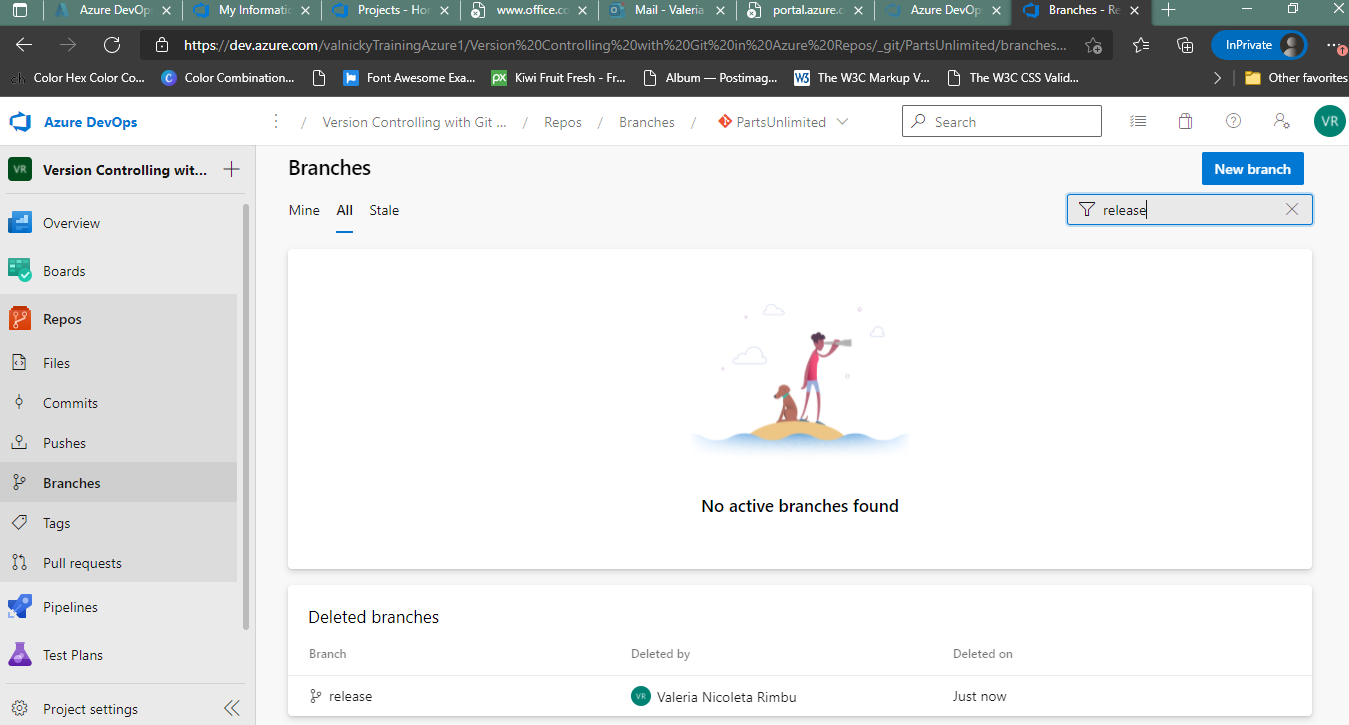 Azure DevOp
My Informatic
Projects - Hor
www.office.co
Mail - Valeria
portal.azure.c
Azure DevOp
Branches - Re
https://dev.azure.com/valnickyTrainingAzure1/Version%20Controlling%20with%20Git%20in%20Azure%20Repos/_git/PartsUnlimited/branches...
InPrivate
Color Hex Color Co...
Color Combination...
Font Awesome Exa...
px
Kiwi Fruit Fresh - Fr...
Album — Postimag...
W3
The W3C Markup V...
The W3C CSS Valid...
Other favorites
Azure DevOps
/ Version Controlling with Git ... / Repos / Branches / PartsUnlimited
Search
VR
VR
Version Controlling wit...
Branches
New branch
Mine
All
Stale
release
Overview
Boards
Repos
Files
Commits
Pushes
Branches
Tags
Pull requests
Pipelines
Test Plans
Project settings
No active branches found
Deleted branches
Branch
Deleted by
Deleted on
release
VR
Valeria Nicoleta Rimbu
Just now